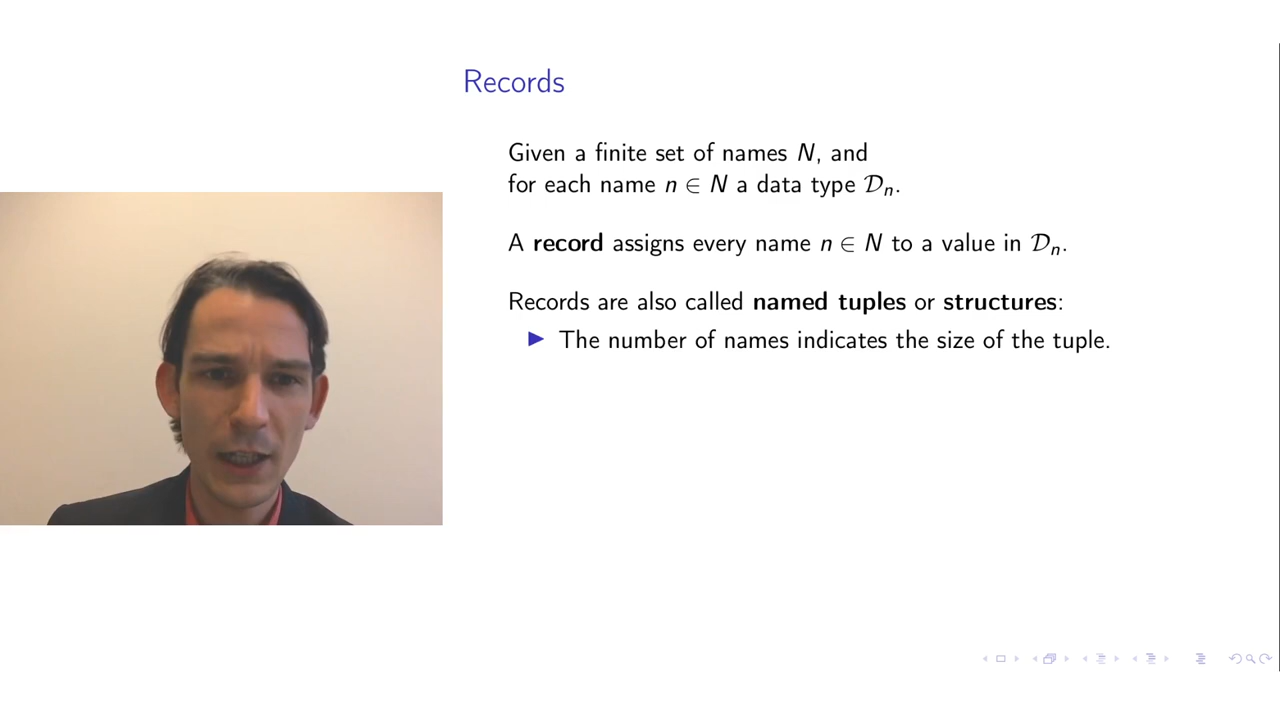 Records
Given a finite set of names N, and
for each name n ∈ N a data type 𝒟ₙ.
A record assigns every name n ∈ N to a value in 𝒟ₙ.
Records are also called named tuples or structures:
▶ The number of names indicates the size of the tuple.